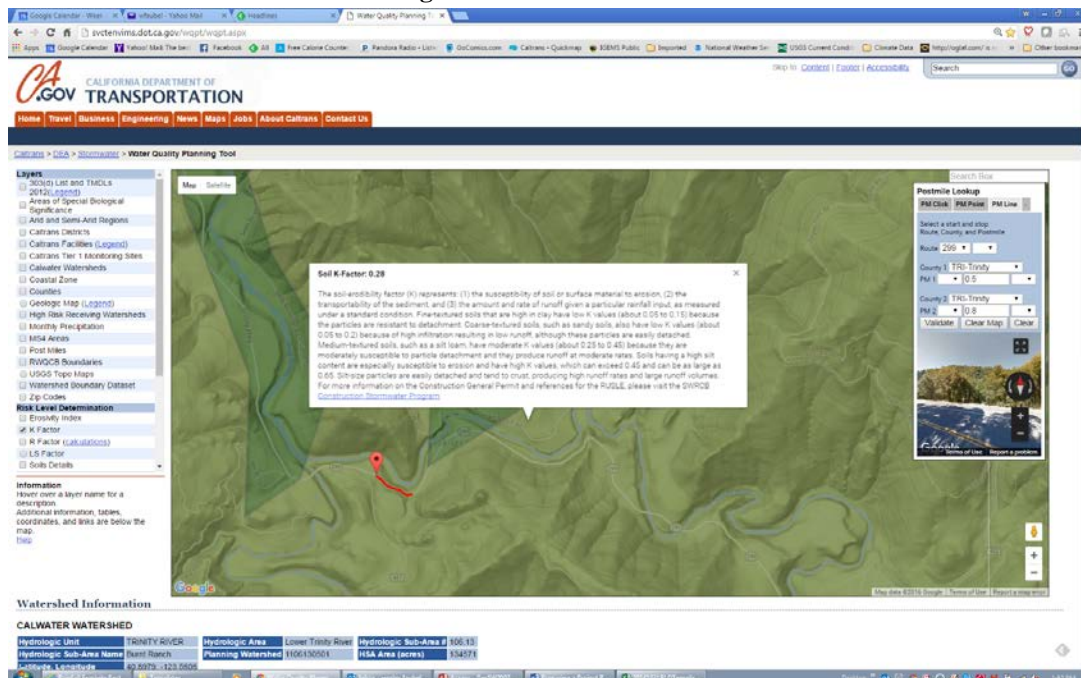 Google Calendar - Week
wfeubel - Yahoo Mail
Headlines
Water Quality Planning To
svctenvims.dot.ca.gov/wqpt/wqpt.aspx
Apps Google Calendar Yahoo! Mail: The best Facebook All Free Calorie Counter, Pandora Radio - Liste GoComics.com Caltrans - Quickmap Imported National Weather Ser USGS Current Condi Climate Data Other bookmar
Skip to: Content | Footer | Accessibility
Search
GO
CA
.GOV
CALIFORNIA DEPARTMENT OF
TRANSPORTATION
Home Travel Business Engineering News Maps Jobs About Caltrans Contact Us
Caltrans > DEA > Stormwater > Water Quality Planning Tool
Layers
303(d) List and TMDLs
2012(Legend)
Areas of Special Biological
Significance
Arid and Semi-Arid Regions
Caltrans Districts
Caltrans Facilities (Legend)
Caltrans Tier 1 Monitoring Sites
Calwater Watersheds
Coastal Zone
Counties
Geologic Map (Legend)
High Risk Receiving Watersheds
Monthly Precipitation
MS4 Areas
Post Miles
RWQCB Boundaries
USGS Topo Maps
Watershed Boundary Dataset
Zip Codes
Risk Level Determination
Erosivity Index
K Factor
R Factor (calculations)
LS Factor
Soils Details
Information
Hover over a layer name for a
description.
Additional information, tables,
coordinates, and links are below the
map.
Help
Map Satellite
Soil K-Factor: 0.28
The soil-erodibility factor (K) represents: (1) the susceptibility of soil or surface material to erosion, (2) the
transportability of the sediment, and (3) the amount and rate of runoff given a particular rainfall input, as measured
under a standard condition. Fine-textured soils that are high in clay have low K values (about 0.05 to 0.15) because
the particles are resistant to detachment. Coarse-textured soils, such as sandy soils, also have low K values (about
0.05 to 0.2) because of high infiltration resulting in low runoff, although these particles are easily detached.
Medium-textured soils, such as a silt loam, have moderate K values (about 0.25 to 0.45) because they are
moderately susceptible to particle detachment and they produce runoff at moderate rates. Soils having a high silt
content are especially susceptible to erosion and have high K values, which can exceed 0.45 and can be as large as
0.65. Silt-size particles are easily detached and tend to crust, producing high runoff rates and large runoff volumes.
For more information on the Construction General Permit and references for the RUSLE, please visit the SWRCB
Construction Stormwater Program
Search Box
Postmile Lookup
PM Click PM Point PM Line
Select a start and stop
Route, County, and Postmile
Route 299
County 1 TRI-Trinity
PM 1 0.5
County 2 TRI-Trinity
PM 2 0.8
Validate Clear Map Clear
Google
Terms of Use Report a problem
Google
Map data ©2016 Google Terms of Use Report a map error
Watershed Information
CALWATER WATERSHED
Hydrologic Unit TRINITY RIVER Hydrologic Area Lower Trinity River Hydrologic Sub-Area # 106.13
Hydrologic Sub-Area Name Burnt Ranch Planning Watershed 1106130501 HSA Area (acres) 134571
Latitude, Longitude